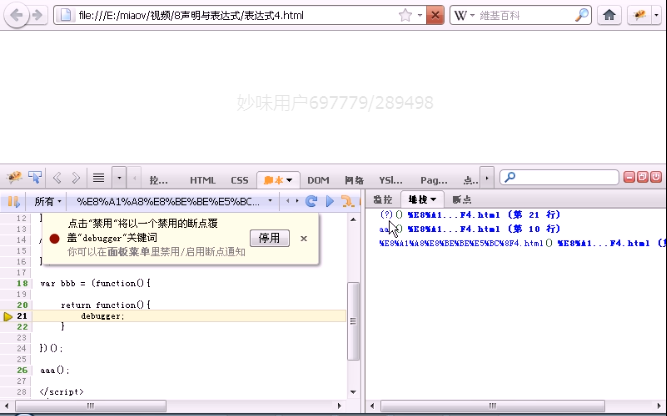 file:///E:/miaov/视频/8声明与表达式/表达式4.html
W 维基百科
妙味用户697779/289498
控... HTML CSS 脚本 DOM 网络 YSl... Pag... 点...
所有 %E8%A1%A8%E8%BE%BE%E5%BC...
监控 堆栈 断点
点击"禁用"将以一个禁用的断点覆
盖"debugger"关键词
你可以在面板菜单里禁用/启用断点通知
停用
12 }
13
14 /
15
16 }
17
18 var bbb = (function(){
19
20 return function(){
21 debugger;
22 }
23
24 })();
25
26 aaa();
27
28 </script>
(?)() %E8%A1...F4.html (第 21 行)
aa () %E8%A1...F4.html (第 10 行)
%E8%A1%A8%E8%BE%BE%E5%BC%8F4.html() %E8%A1...F4.html (第